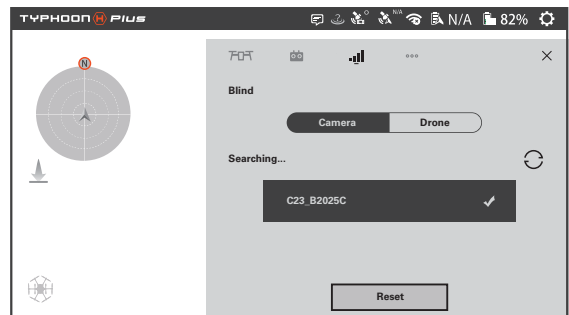 TYPHOON H PLUS N/A N/A 82%
N
Blind
Camera Drone
Searching...
C23_B2025C
Reset